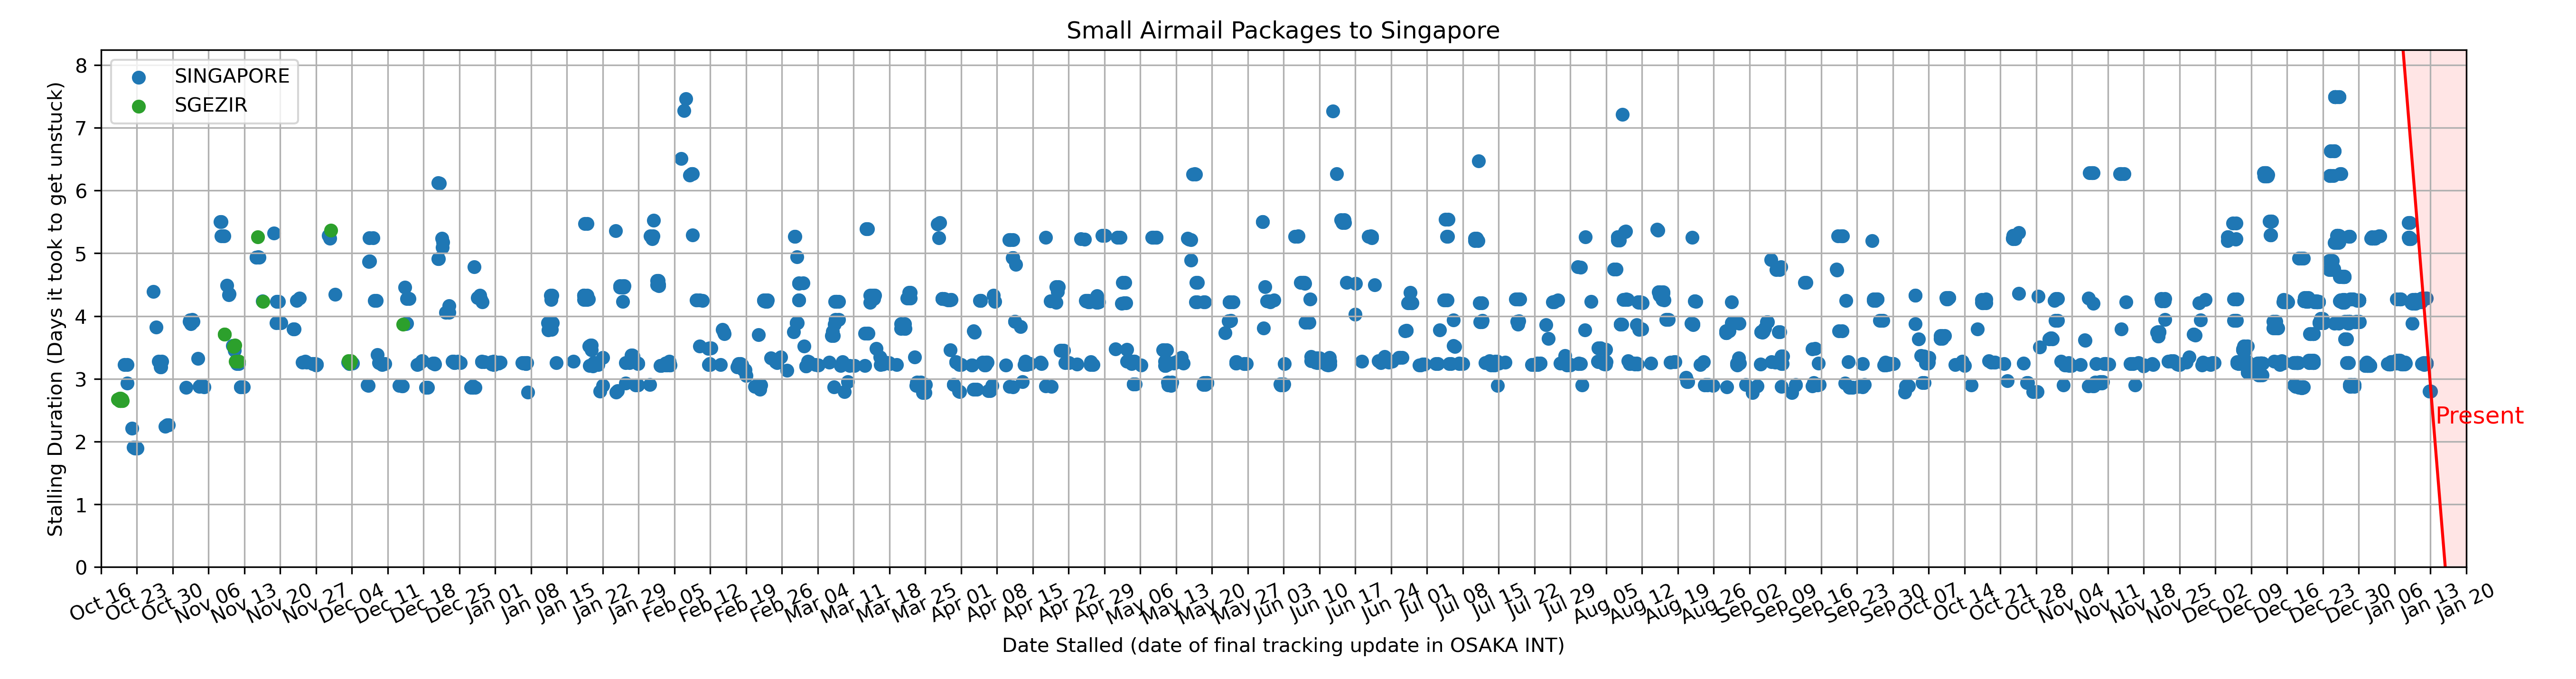 Small Airmail Packages to Singapore
SINGAPORE
SGEZIR
Stalling Duration (Days it took to get unstuck)
8
7
6
5
4
3
2
1
0
Present
Oct 16 Oct 23 Oct 30 Nov 06 Nov 13 Nov 20 Nov 27 Dec 04 Dec 11 Dec 18 Dec 25 Jan 01 Jan 08 Jan 15 Jan 22 Jan 29 Feb 05 Feb 12 Feb 19 Feb 26 Mar 04 Mar 11 Mar 18 Mar 25 Apr 01 Apr 08 Apr 15 Apr 22 Apr 29 May 06 May 13 May 20 May 27 Jun 03 Jun 10 Jun 17 Jun 24 Jul 01 Jul 08 Jul 15 Jul 22 Jul 29 Aug 05 Aug 12 Aug 19 Aug 26 Sep 02 Sep 09 Sep 16 Sep 23 Sep 30 Oct 07 Oct 14 Oct 21 Oct 28 Nov 04 Nov 11 Nov 18 Nov 25 Dec 02 Dec 09 Dec 16 Dec 23 Dec 30 Jan 06 Jan 13 Jan 20
Date Stalled (date of final tracking update in OSAKA INT)